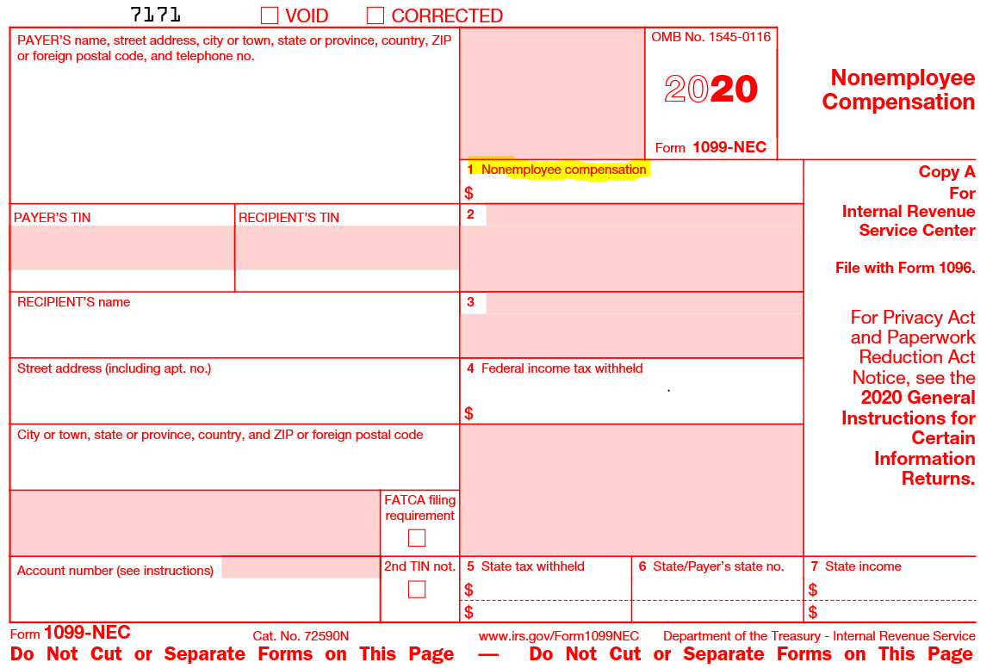 7171
VOID
CORRECTED
PAYER'S name, street address, city or town, state or province, country, ZIP
or foreign postal code, and telephone no.
OMB No. 1545-0116
2020
Form 1099-NEC
Nonemployee
Compensation
1 Nonemployee compensation
$
Copy A
For
Internal Revenue
Service Center
File with Form 1096.
PAYER'S TIN
RECIPIENT'S TIN
2
RECIPIENT'S name
3
For Privacy Act
and Paperwork
Reduction Act
Notice, see the
2020 General
Instructions for
Certain
Information
Returns.
Street address (including apt. no.)
4 Federal income tax withheld
$
City or town, state or province, country, and ZIP or foreign postal code
FATCA filing
requirement
Account number (see instructions)
2nd TIN not.
5 State tax withheld
$
$
6 State/Payer's state no.
7 State income
$
$
Form 1099-NEC
Cat. No. 72590N
www.irs.gov/Form1099NEC
Department of the Treasury - Internal Revenue Service
Do Not Cut or Separate Forms on This Page — Do Not Cut or Separate Forms on This Page